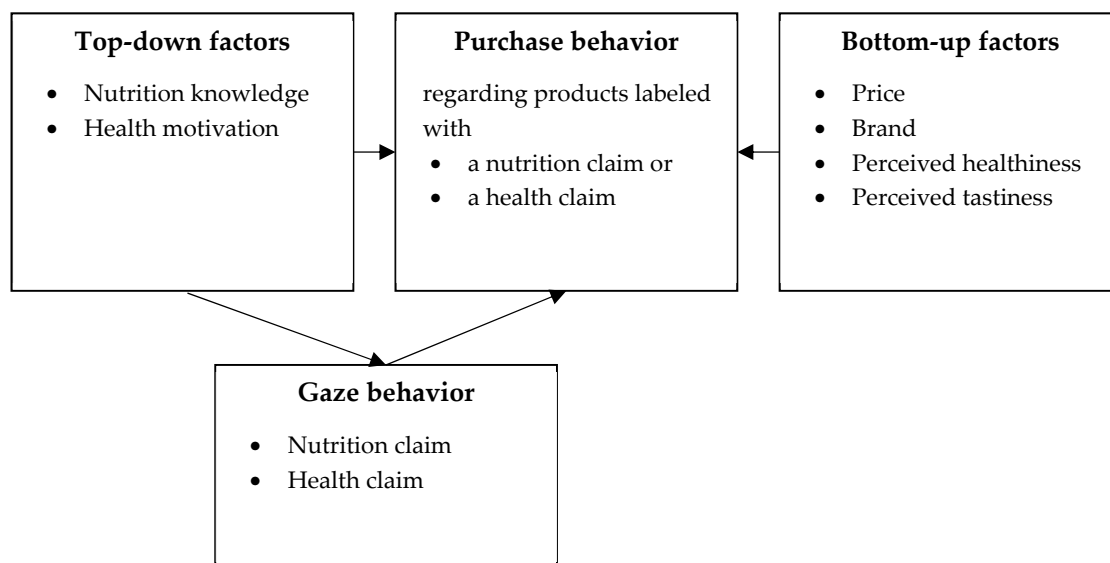 Top-down factors
• Nutrition knowledge
• Health motivation
Purchase behavior
regarding products labeled
with
• a nutrition claim or
• a health claim
Bottom-up factors
• Price
• Brand
• Perceived healthiness
• Perceived tastiness
Gaze behavior
• Nutrition claim
• Health claim